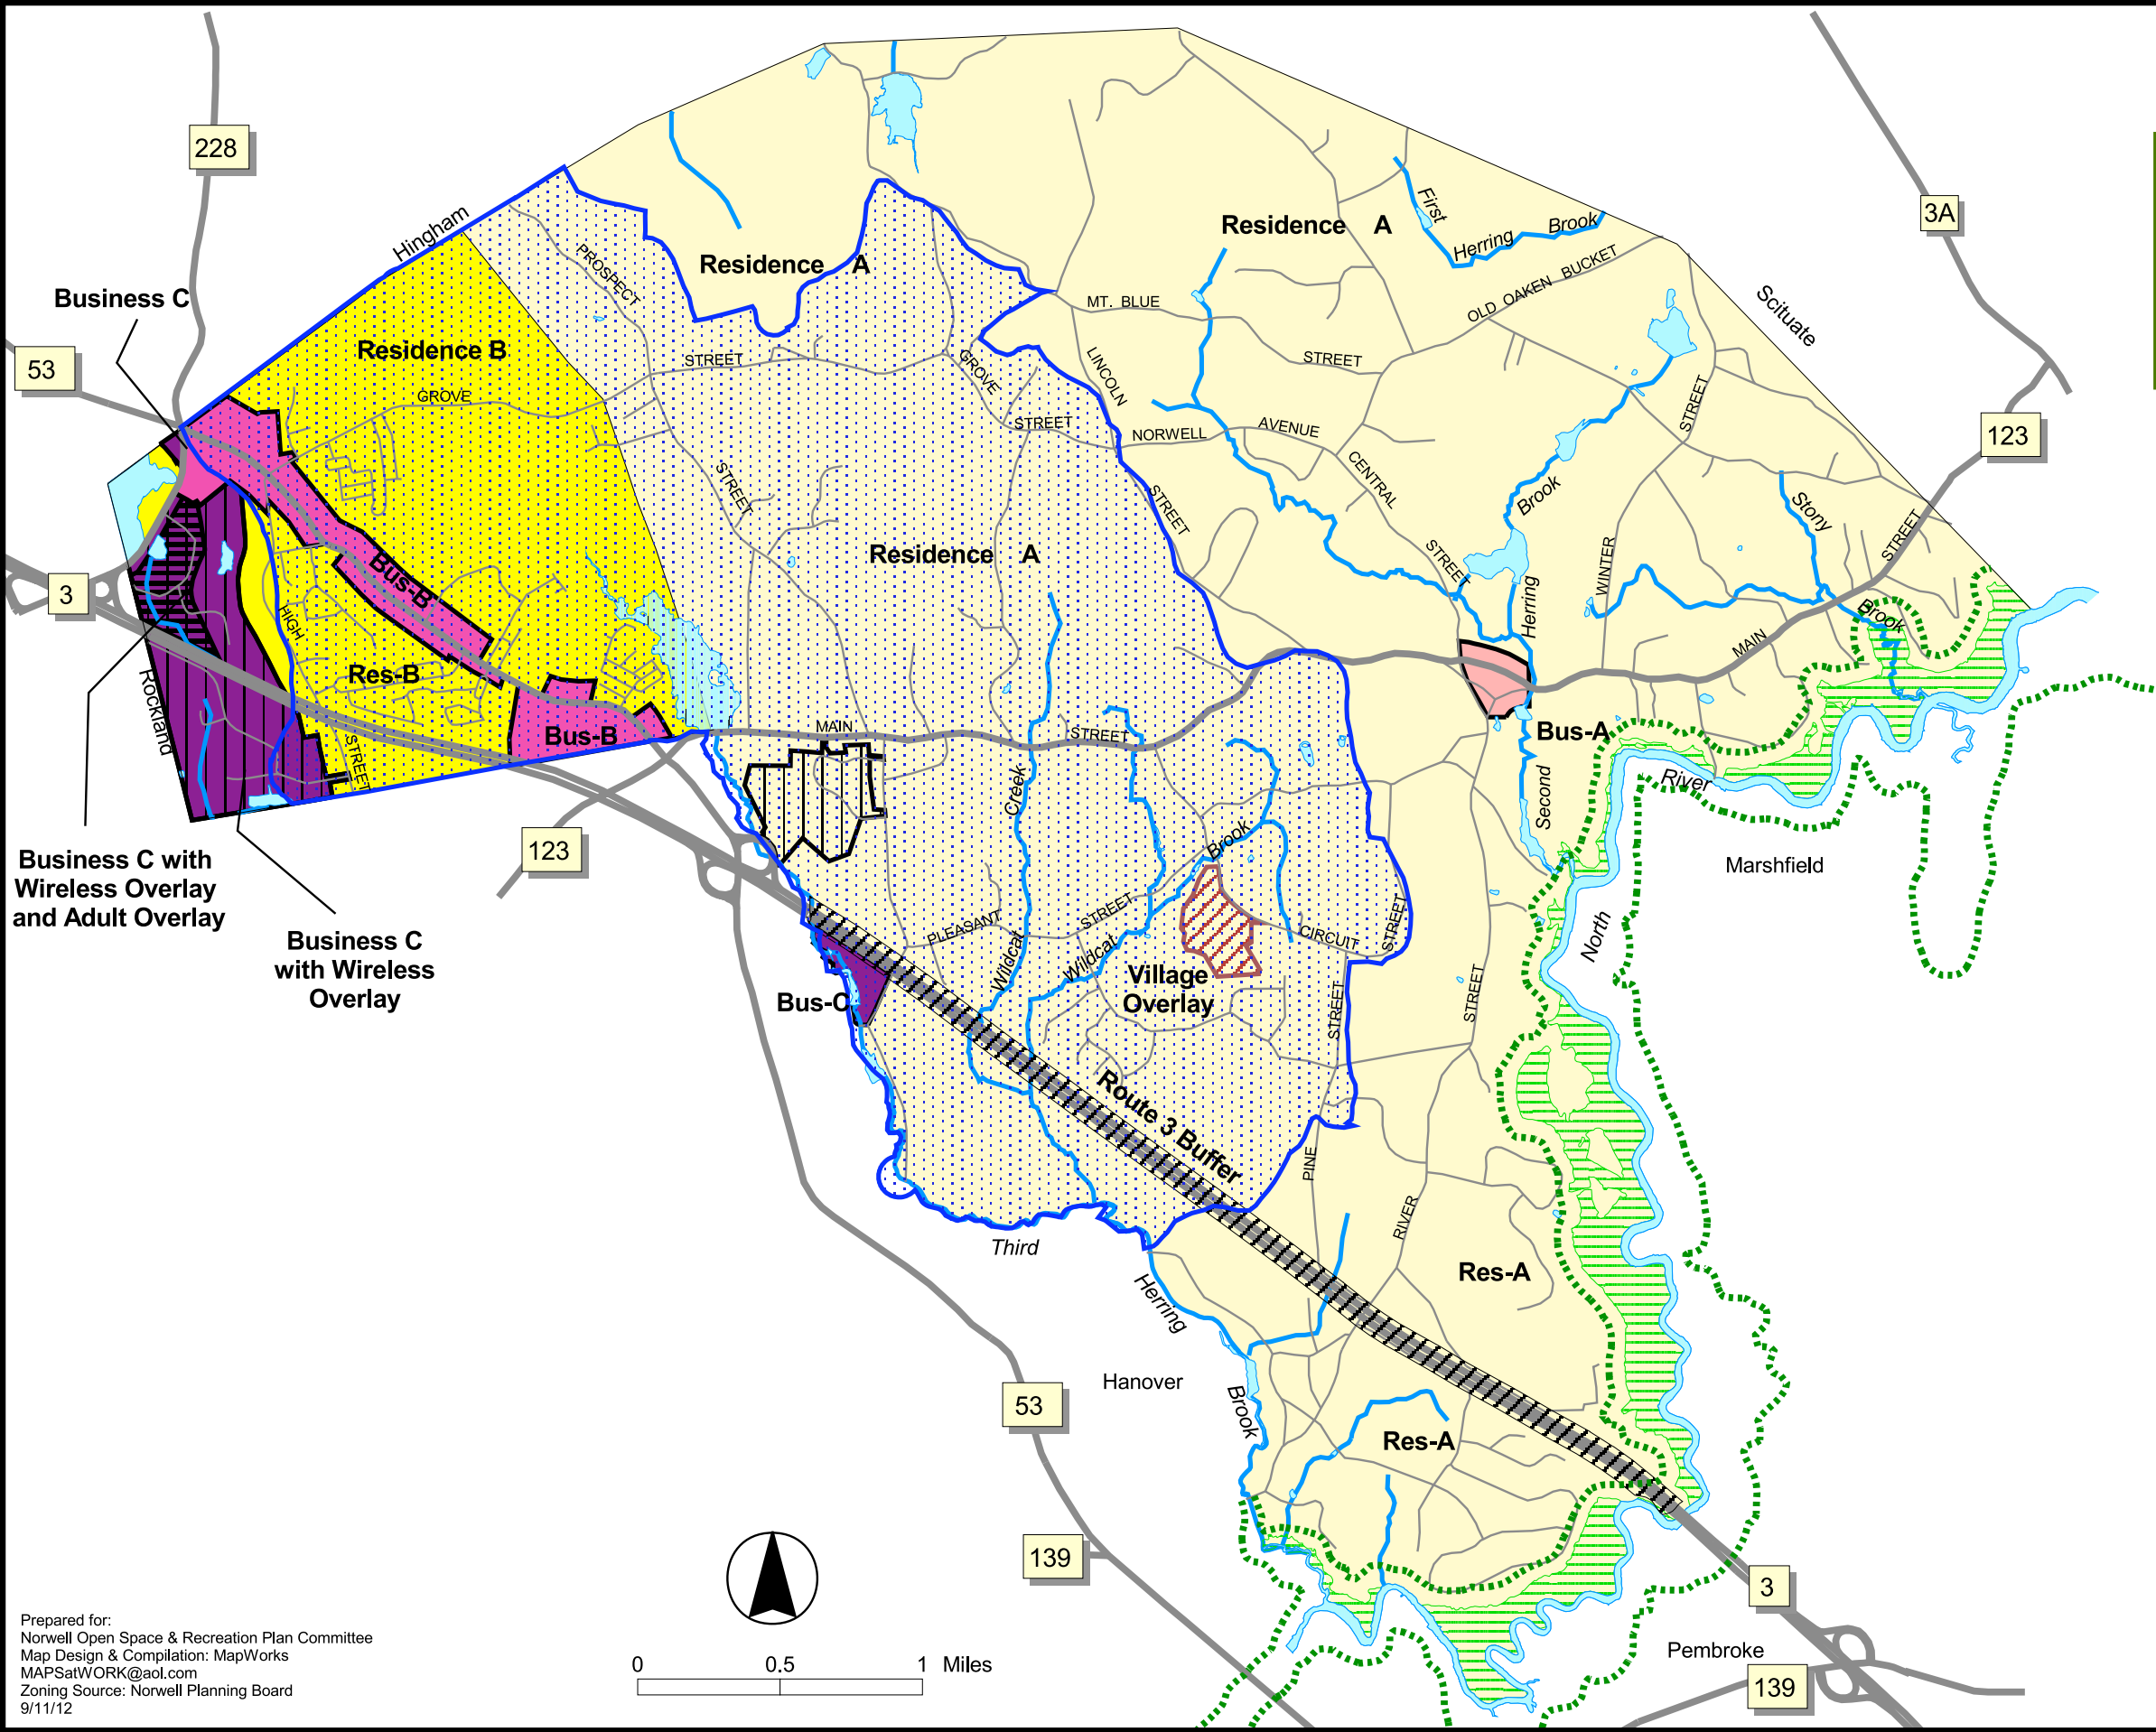 228
3A
Hingham
First
Herring
Brook
Residence A
Residence A
PROSPECT
OLD OAKEN BUCKET
MT. BLUE
Scituate
Business C
53
Residence B
STREET
GROVE
STREET
LINCOLN
GROVE
STREET
STREET
NORWELL
AVENUE
123
CENTRAL
STREET
STREET
Brook
Stony
STREET
Residence A
STREET
WINTER
Bus-B
3
HIGH
Herring
Brook
MAIN
Res-B
Rockland
MAIN
STREET
Bus-B
Bus-A
STREET
River
Creek
Second
123
Brook
Marshfield
Business C with
Wireless Overlay
and Adult Overlay
Business C
with Wireless
Overlay
PLEASANT
STREET
CIRCUIT
STREET
North
Wildcat
Wildcat
Village
Overlay
Bus-C
STREET
STREET
Route 3 Buffer
PINE
RIVER
Third
Res-A
Herring
Hanover
53
Brook
Res-A
139
3
Pembroke
139
Prepared for:
Norwell Open Space & Recreation Plan Committee
Map Design & Compilation: MapWorks
MAPSatWORK@aol.com
Zoning Source: Norwell Planning Board
9/11/12
0 0.5 1 Miles